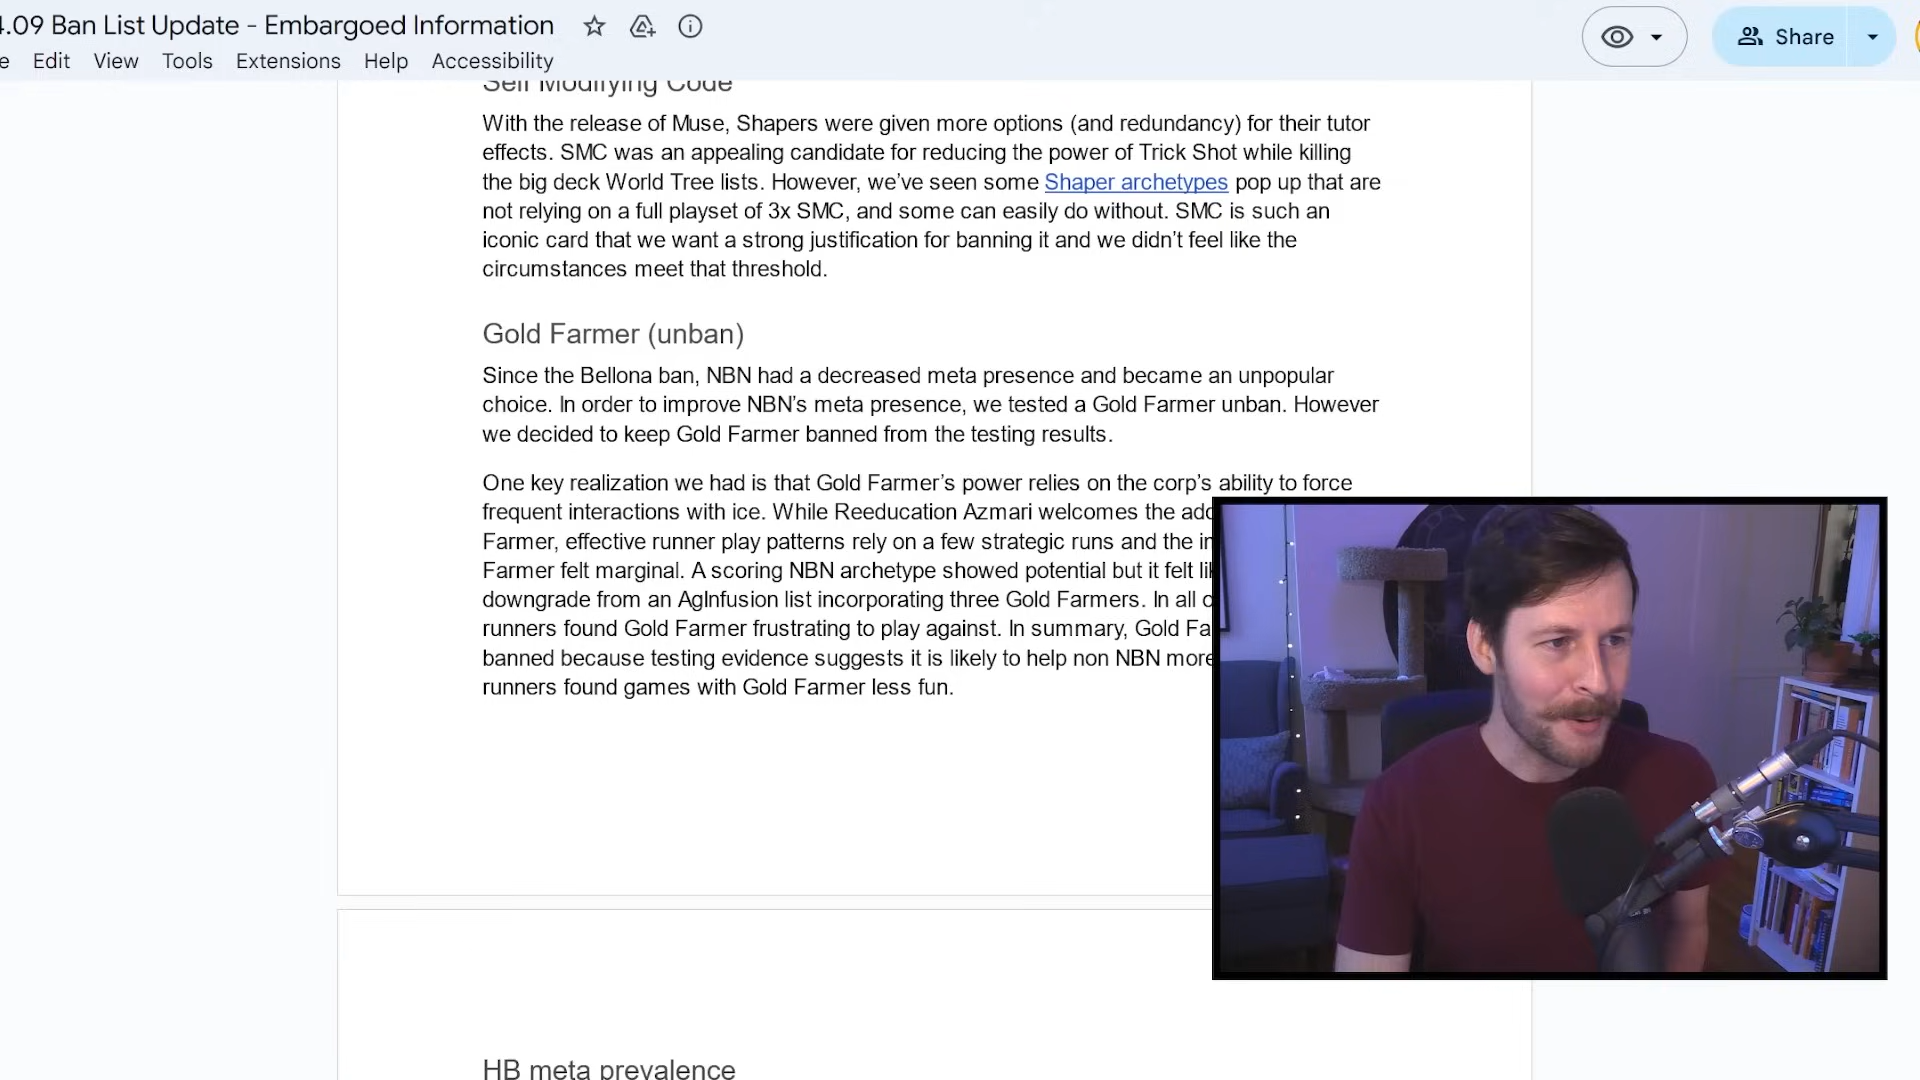 4.09 Ban List Update - Embargoed Information
Edit View Tools Extensions Help Accessibility
Share
Self Modifying Code
With the release of Muse, Shapers were given more options (and redundancy) for their tutor
effects. SMC was an appealing candidate for reducing the power of Trick Shot while killing
the big deck World Tree lists. However, we've seen some Shaper archetypes pop up that are
not relying on a full playset of 3x SMC, and some can easily do without. SMC is such an
iconic card that we want a strong justification for banning it and we didn't feel like the
circumstances meet that threshold.
Gold Farmer (unban)
Since the Bellona ban, NBN had a decreased meta presence and became an unpopular
choice. In order to improve NBN's meta presence, we tested a Gold Farmer unban. However
we decided to keep Gold Farmer banned from the testing results.
One key realization we had is that Gold Farmer's power relies on the corp's ability to force
frequent interactions with ice. While Reeducation Azmari welcomes the
Farmer, effective runner play patterns rely on a few strategic runs and the
Farmer felt marginal. A scoring NBN archetype showed potential but it felt
downgrade from an AgInfusion list incorporating three Gold Farmers. In all
runners found Gold Farmer frustrating to play against. In summary, Gold
banned because testing evidence suggests it is likely to help non NBN more
runners found games with Gold Farmer less fun.
HB meta prevalence